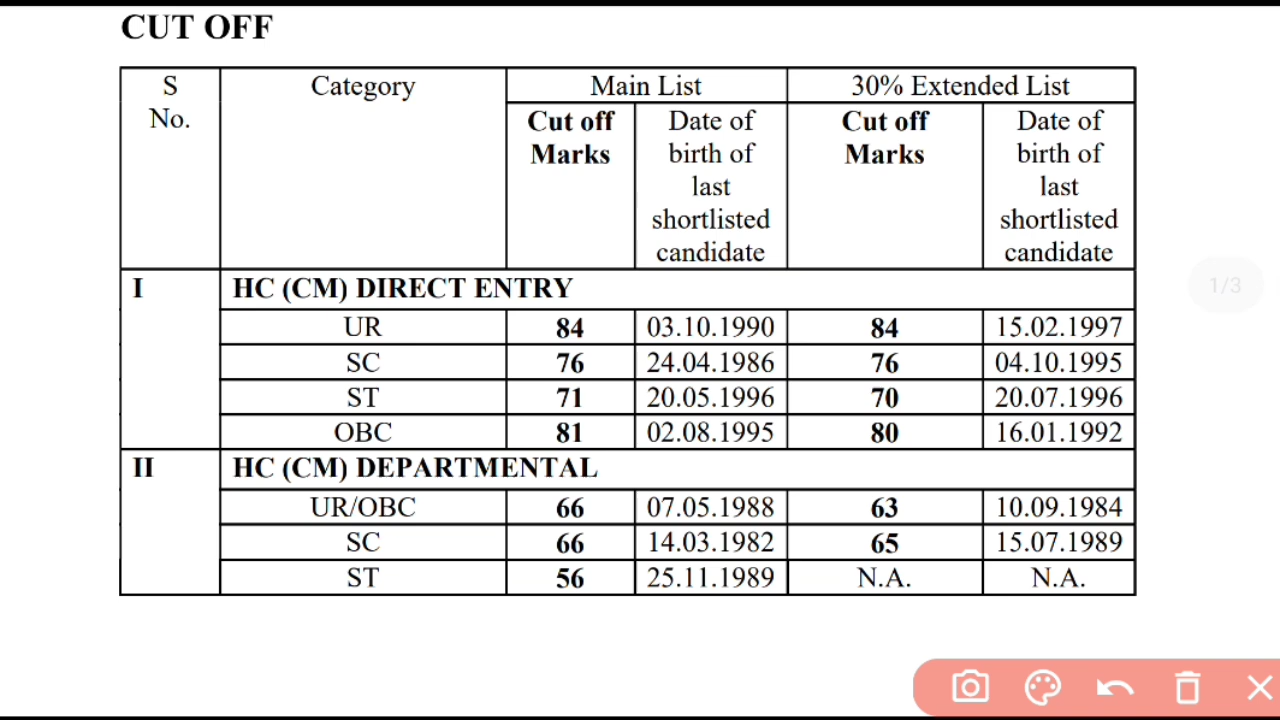 CUT OFF
S No. Category Main List 30% Extended List
Cut off Marks Date of birth of last shortlisted candidate Cut off Marks Date of birth of last shortlisted candidate
I HC (CM) DIRECT ENTRY
UR 84 03.10.1990 84 15.02.1997
SC 76 24.04.1986 76 04.10.1995
ST 71 20.05.1996 70 20.07.1996
OBC 81 02.08.1995 80 16.01.1992
II HC (CM) DEPARTMENTAL
UR/OBC 66 07.05.1988 63 10.09.1984
SC 66 14.03.1982 65 15.07.1989
ST 56 25.11.1989 N.A. N.A.
1/3